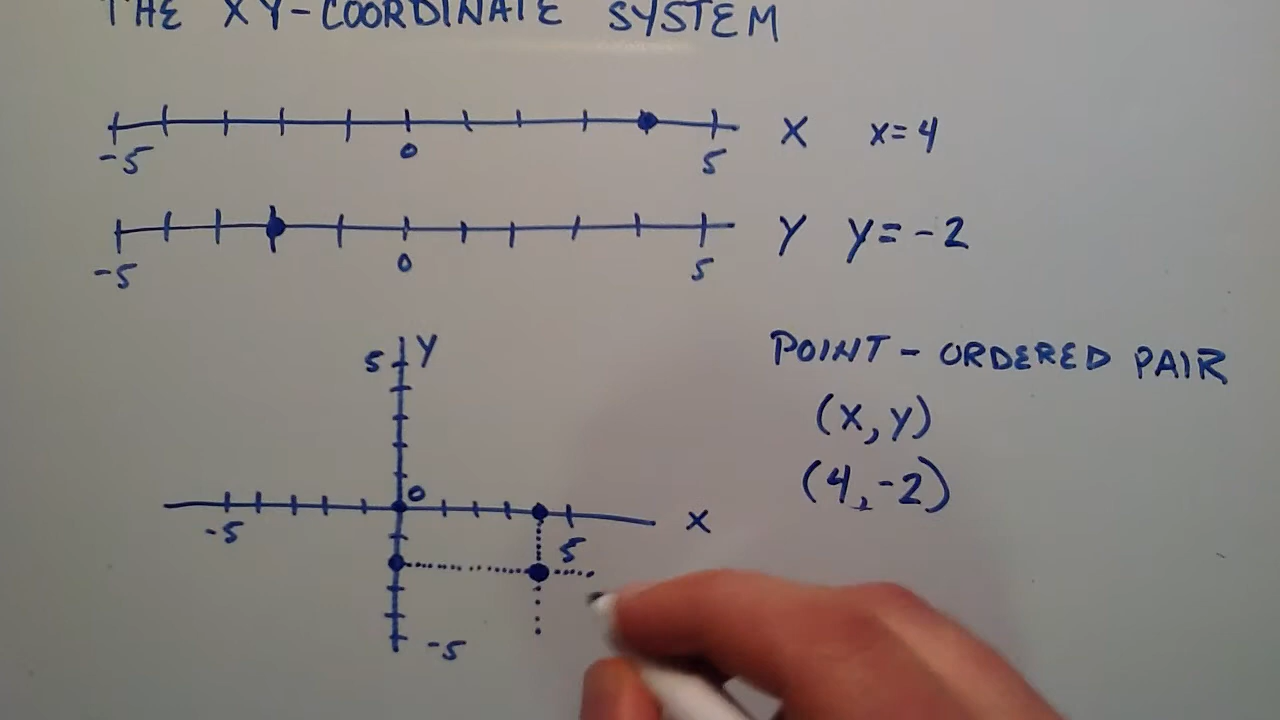 THE XY-COORDINATE SYSTEM
-5 0 5 X x=4
-5 0 5 Y Y=-2
5 Y
POINT - ORDERED PAIR
(X,Y)
(4,-2)
0
-5 5 X
-5